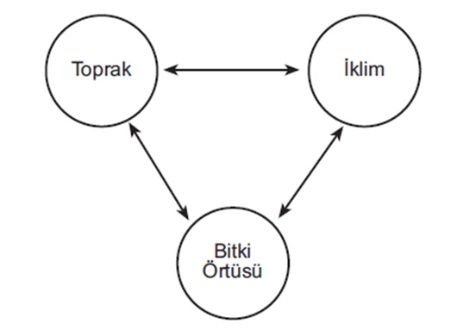 Toprak
İklim
Bitki
Örtüsü